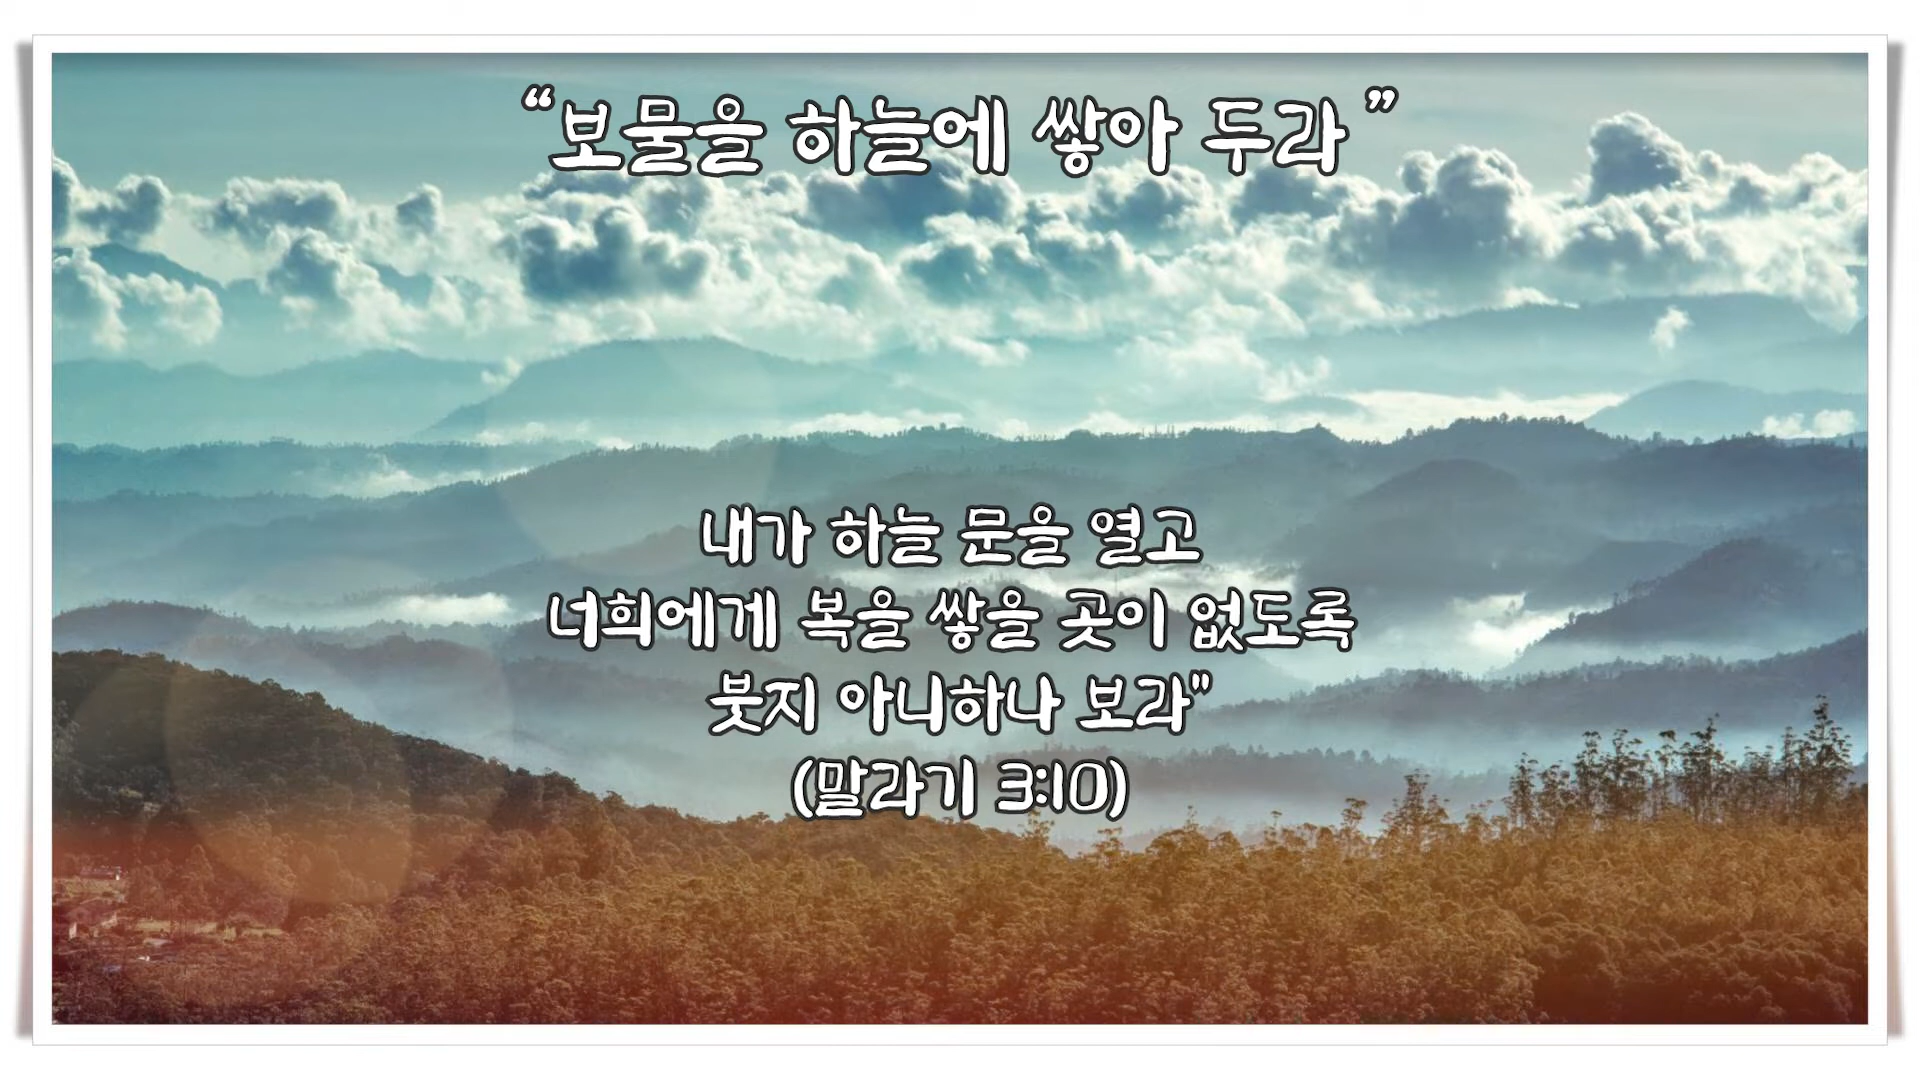 “보물을 하늘에 쌓아 두라”
내가 하늘 문을 열고
너희에게 복을 쌓을 곳이 없도록
붓지 아니하나 보라"
(말라기 3:10)